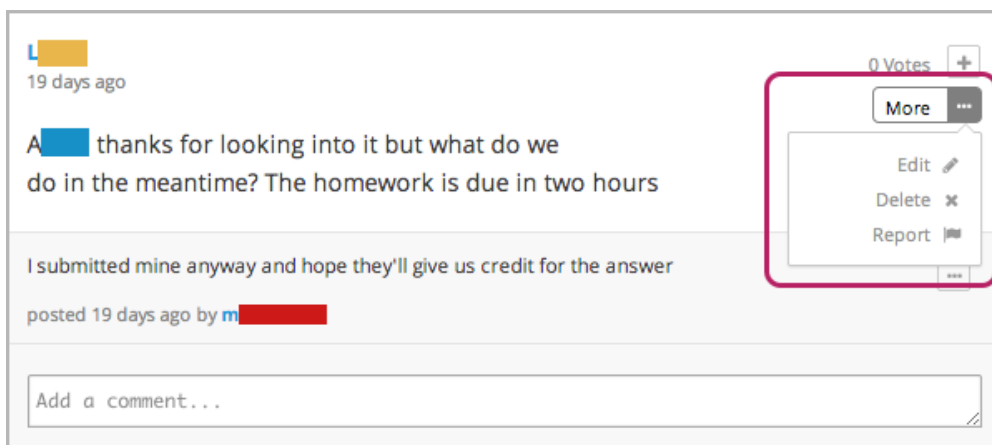 L
19 days ago
0 Votes +
More ...
A thanks for looking into it but what do we
do in the meantime? The homework is due in two hours
Edit
Delete
Report
I submitted mine anyway and hope they'll give us credit for the answer
...
posted 19 days ago by m
Add a comment...